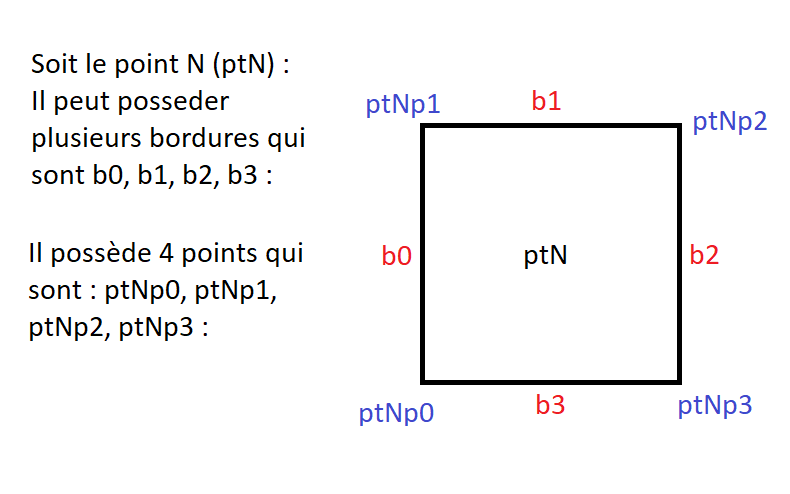 Soit le point N (ptN) :
Il peut posseder
plusieurs bordures qui
sont b0, b1, b2, b3 :
Il possède 4 points qui
sont : ptNp0, ptNp1,
ptNp2, ptNp3 :
ptNp1
b1
ptNp2
b0
ptN
b2
ptNp0
b3
ptNp3